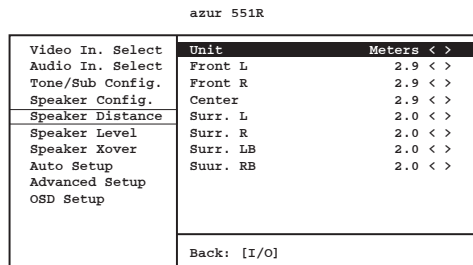 azur 551R
Video In. Select
Audio In. Select
Tone/Sub Config.
Speaker Config.
Speaker Distance
Speaker Level
Speaker Xover
Auto Setup
Advanced Setup
OSD Setup
Unit Meters < >
Front L 2.9 < >
Front R 2.9 < >
Center 2.9 < >
Surr. L 2.0 < >
Surr. R 2.0 < >
Surr. LB 2.0 < >
Suur. RB 2.0 < >
Back: [I/O]